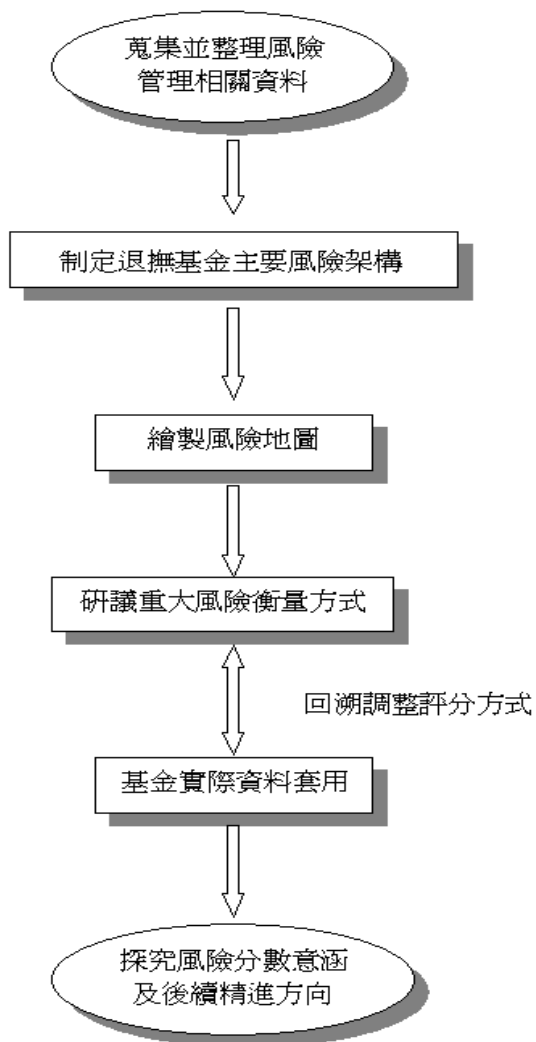 蒐集並整理風險
管理相關資料
制定退撫基金主要風險架構
繪製風險地圖
研議重大風險衡量方式
回溯調整評分方式
基金實際資料套用
探究風險分數意涵
及後續精進方向